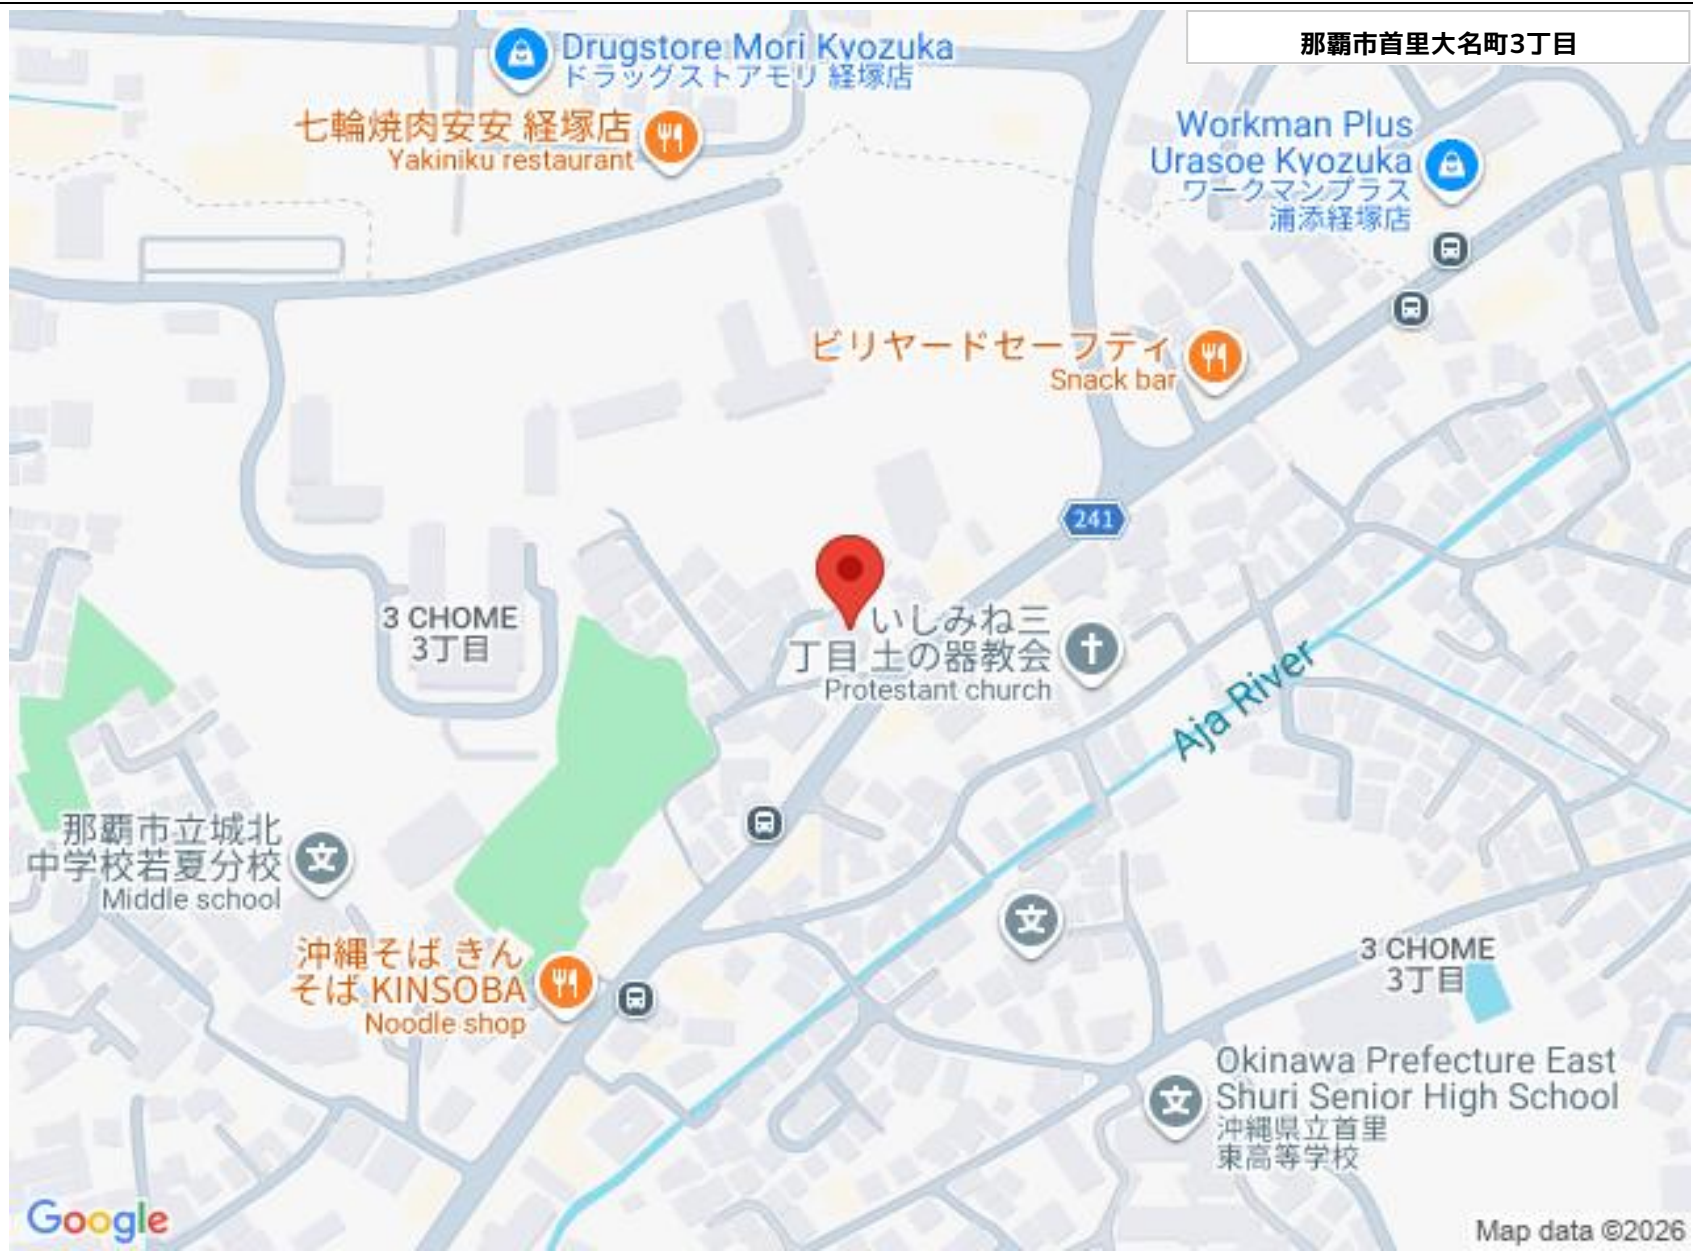 那覇市首里大名町3丁目
Drugstore Mori Kyozuka
ドラッグストアモリ 経塚店
七輪焼肉安安 経塚店
Yakiniku restaurant
Workman Plus
Urasoe Kyozuka
ワークマンプラス
浦添経塚店
ビリヤードセーフティ
Snack bar
241
3 CHOME
3丁目
いしみね三
丁目 土の器教会
Protestant church
Aja River
那覇市立城北
中学校若夏分校
Middle school
文
文
沖縄そば きん
そば KINSOBA
Noodle shop
3 CHOME
3丁目
Okinawa Prefecture East
Shuri Senior High School
沖縄県立首里
東高等学校
文
Google
Map data ©2026